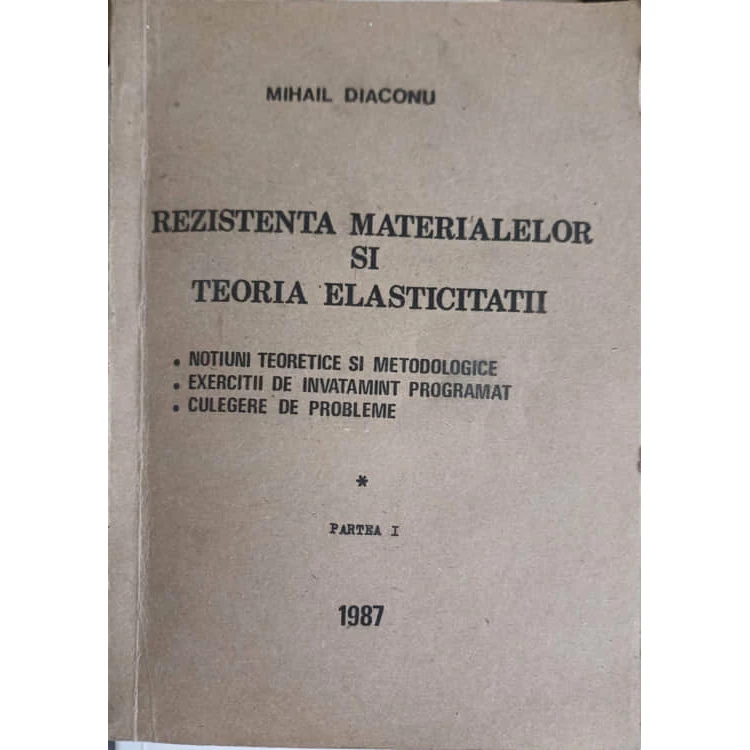 MIHAIL DIACONU
REZISTENTA MATERIALELOR
SI
TEORIA ELASTICITATII
• NOTIUNI TEORETICE SI METODOLOGICE
• EXERCITII DE INVATAMINT PROGRAMAT
• CULEGERE DE PROBLEME
*
PARTEA I
1987